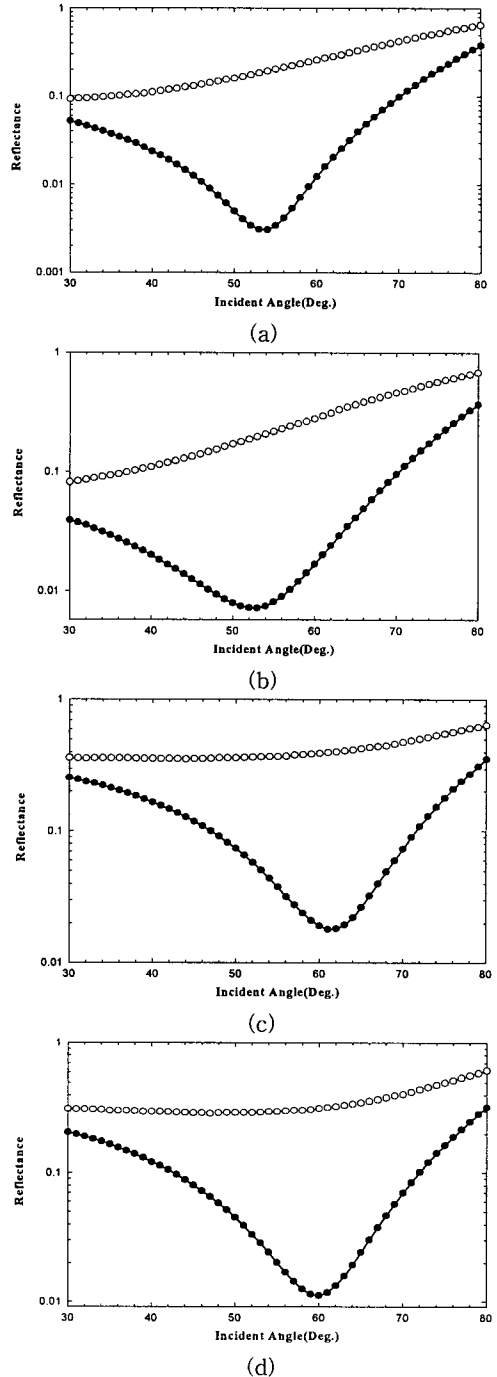 1
0.1
0.01
0.001
Reflectance
30 40 50 60 70 80
Incident Angle(Deg.)
(a)
1
0.1
0.01
Reflectance
30 40 50 60 70 80
Incident Angle(Deg.)
(b)
1
0.1
0.01
Reflectance
30 40 50 60 70 80
Incident Angle(Deg.)
(c)
1
0.1
0.01
Reflectance
30 40 50 60 70 80
Incident Angle(Deg.)
(d)